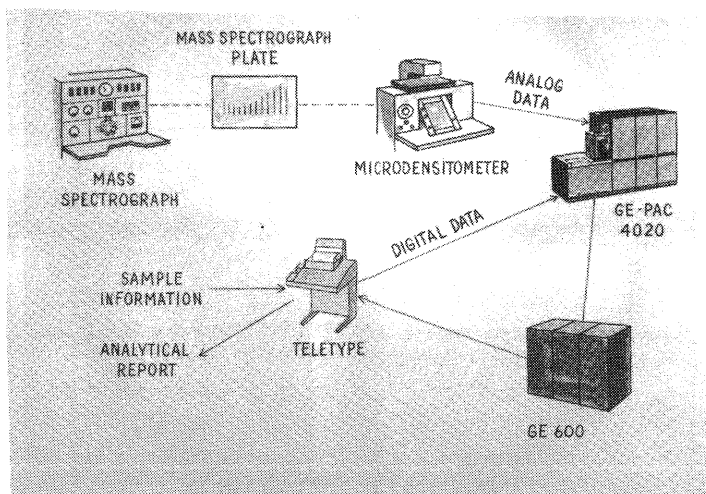 MASS SPECTROGRAPH
PLATE
ANALOG
DATA
MICRODENSITOMETER
MASS
SPECTROGRAPH
GE-PAC
4020
DIGITAL DATA
SAMPLE
INFORMATION
ANALYTICAL
REPORT
TELETYPE
GE 600